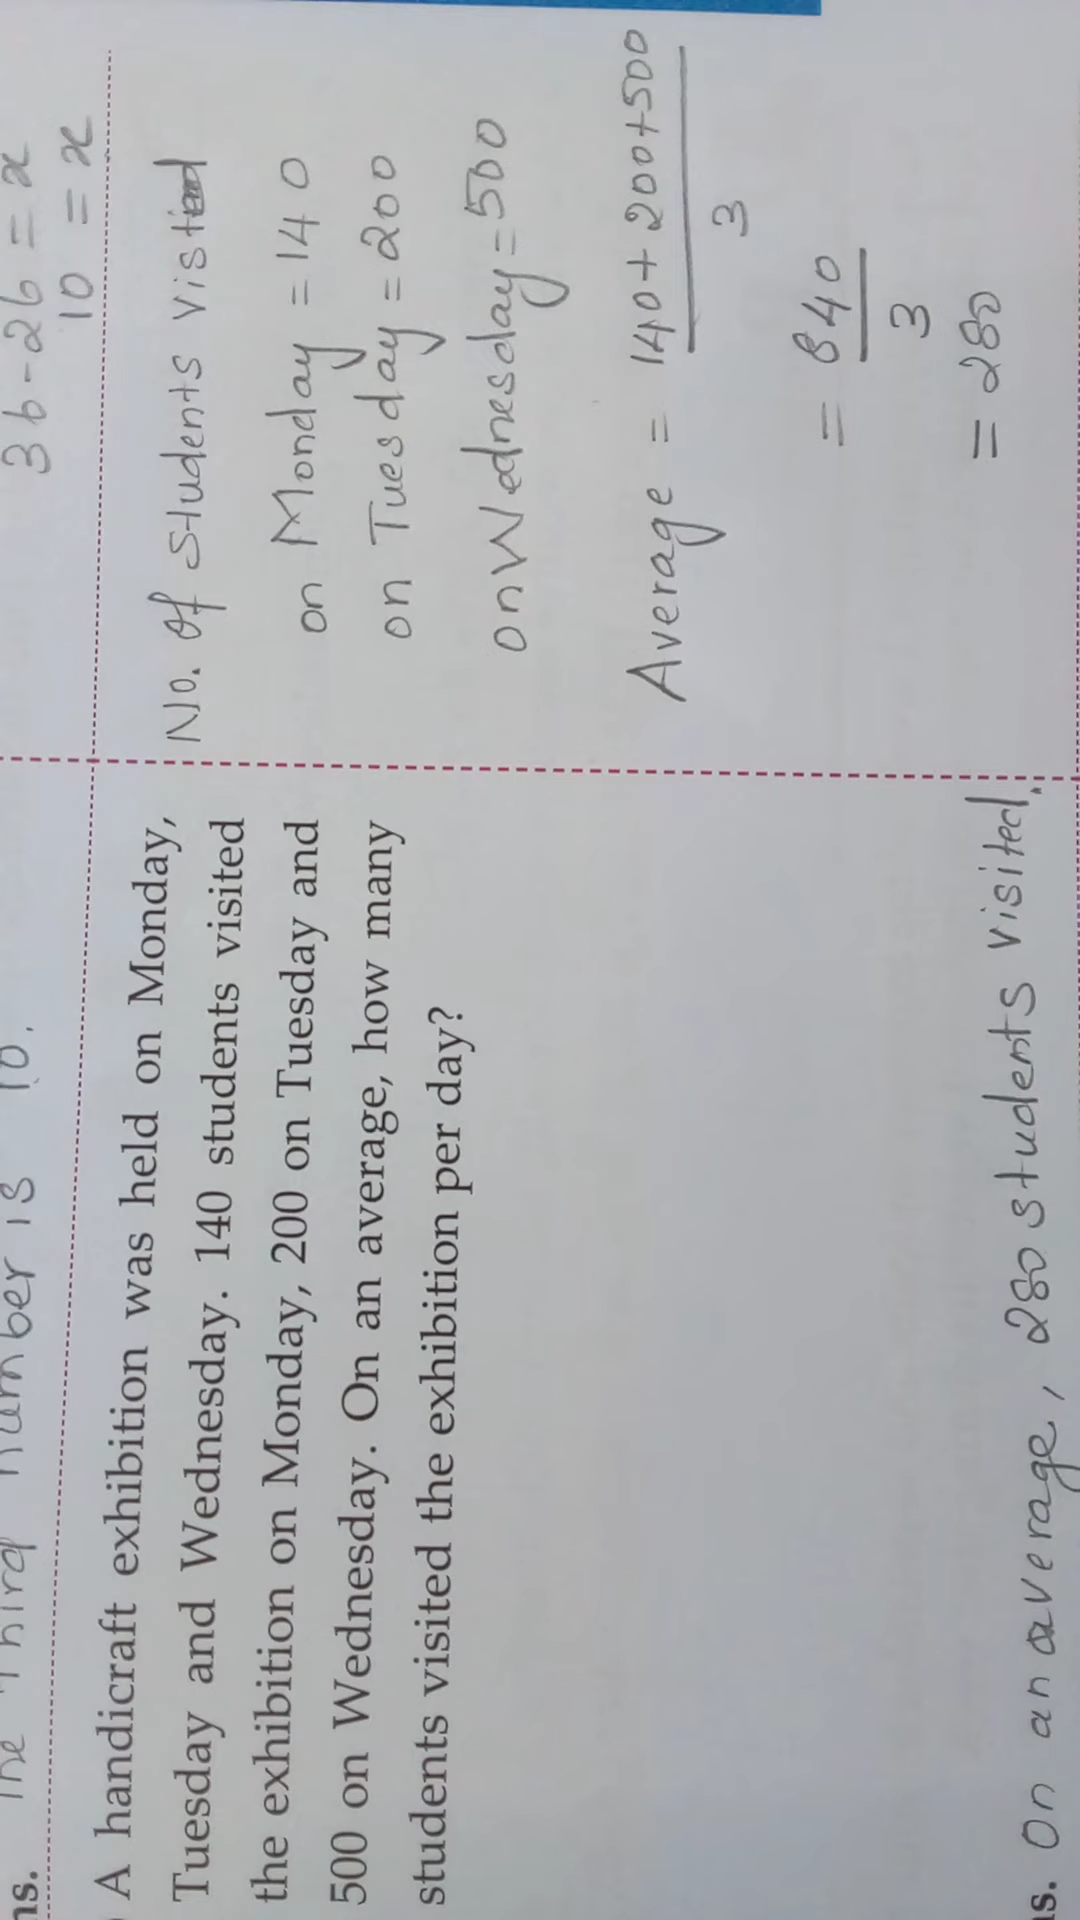 36-26 = x
10 = x
The third number is 10.
A handicraft exhibition was held on Monday,
Tuesday and Wednesday. 140 students visited
the exhibition on Monday, 200 on Tuesday and
500 on Wednesday. On an average, how many
students visited the exhibition per day?
No. of students visited
on Monday = 140
on Tuesday = 200
on Wednesday = 500
Average = 140 + 200+500
3
= 840
3
= 280
On an average, 280 students visited.